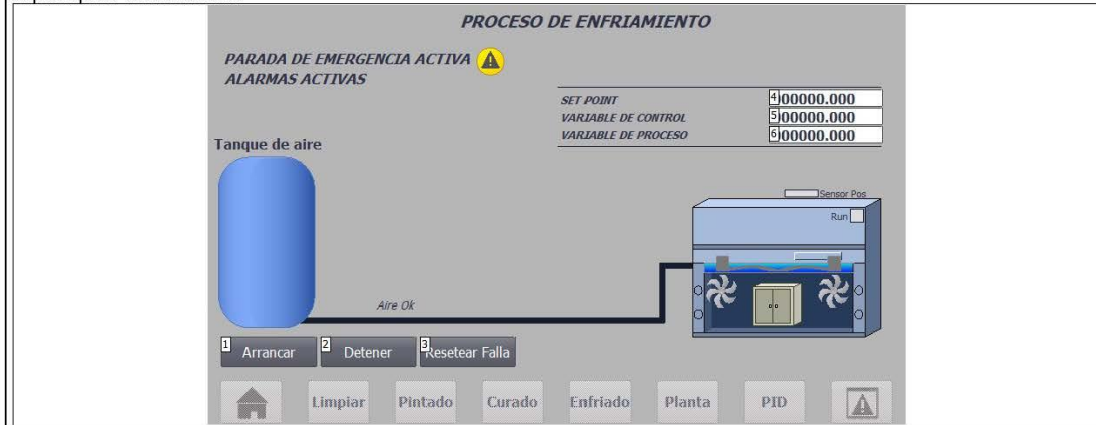 PROCESO DE ENFRIAMIENTO
PARADA DE EMERGENCIA ACTIVA
ALARMAS ACTIVAS
SET POINT 4 00000.000
VARIABLE DE CONTROL 5 00000.000
VARIABLE DE PROCESO 6 00000.000
Tanque de aire
Sensor Pos
Run
Aire Ok
1 Arrancar 2 Detener 3 Resetear Falla
Limpiar Pintado Curado Enfriado Planta PID